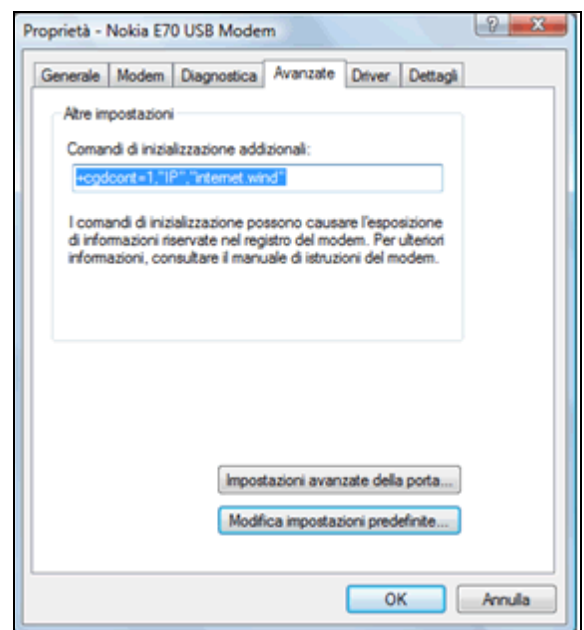 Proprietà - Nokia E70 USB Modem
Generale Modem Diagnostica Avanzate Driver Dettagli
Altre impostazioni
Comandi di inizializzazione addizionali:
+cgdcont=1,"IP","internet.wind"
I comandi di inizializzazione possono causare l'esposizione
di informazioni riservate nel registro del modem. Per ulteriori
informazioni, consultare il manuale di istruzioni del modem.
Impostazioni avanzate della porta...
Modifica impostazioni predefinite...
OK Annulla